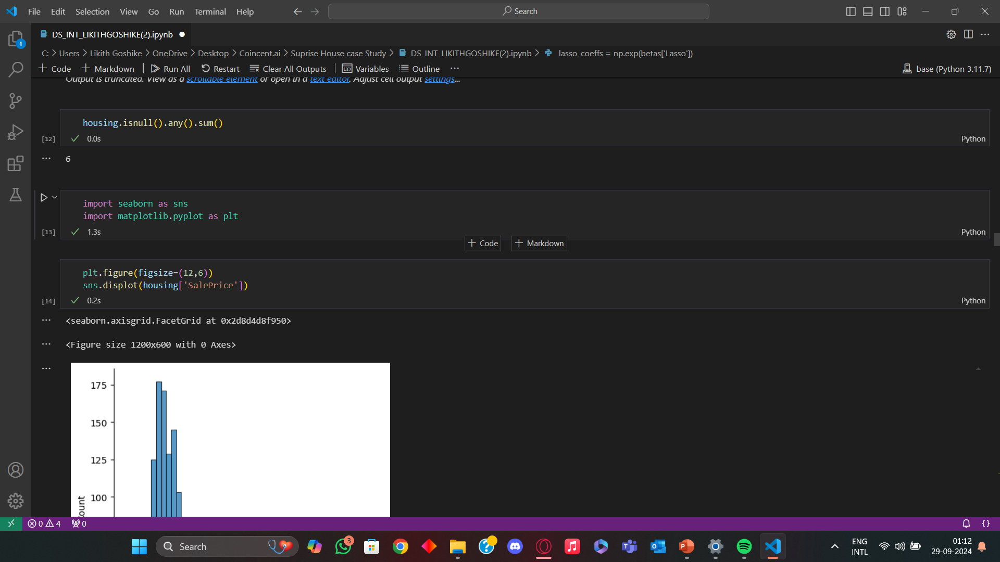 File Edit Selection View Go Run Terminal Help
Search
DS_INT_LIKITHGOSHIKE(2).ipynb
1
C: > Users > Likith Goshike > OneDrive > Desktop > Coincent.ai > Suprise House case Study > DS_INT_LIKITHGOSHIKE(2).ipynb > lasso_coeffs = np.exp(betas['Lasso'])
+ Code + Markdown | Run All Restart Clear All Outputs | Variables Outline ...
base (Python 3.11.7)
Output is truncated. View as a scrollable element or open in a text editor. Adjust cell output settings...
housing.isnull().any().sum()
[12] 0.0s
Python
6
import seaborn as sns
import matplotlib.pyplot as plt
[13] 1.3s
Python
+ Code + Markdown
plt.figure(figsize=(12,6))
sns.displot(housing['SalePrice'])
[14] 0.2s
Python
<seaborn.axisgrid.FacetGrid at 0x2d8d4d8f950>
<Figure size 1200x600 with 0 Axes>
175
150
125
100
0 4 0
Search
3
ENG
INTL
01:12
29-09-2024